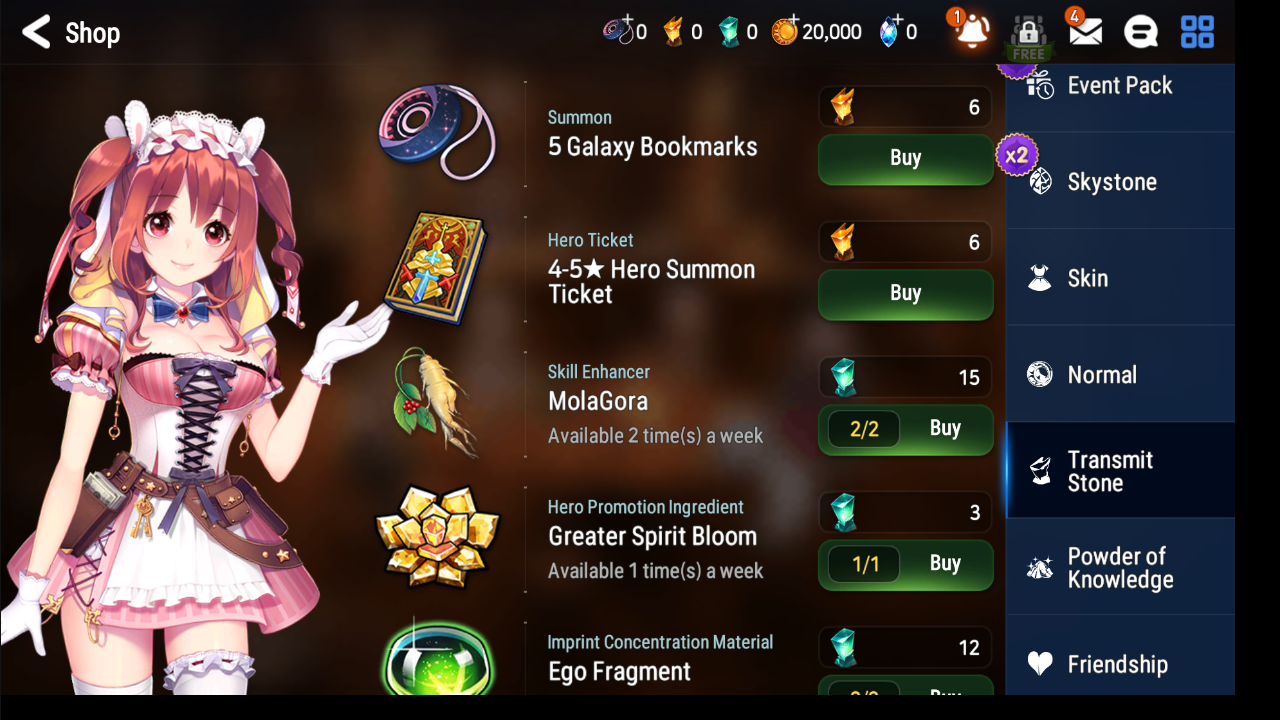 Shop
0
0
0
20,000
0
1
FREE
4
Summon
5 Galaxy Bookmarks
6
Buy
Hero Ticket
4-5★ Hero Summon
Ticket
6
Buy
Skill Enhancer
MolaGora
Available 2 time(s) a week
15
2/2 Buy
Hero Promotion Ingredient
Greater Spirit Bloom
Available 1 time(s) a week
3
1/1 Buy
Imprint Concentration Material
Ego Fragment
12
Buy
Event Pack
x2
Skystone
Skin
Normal
Transmit
Stone
Powder of
Knowledge
Friendship